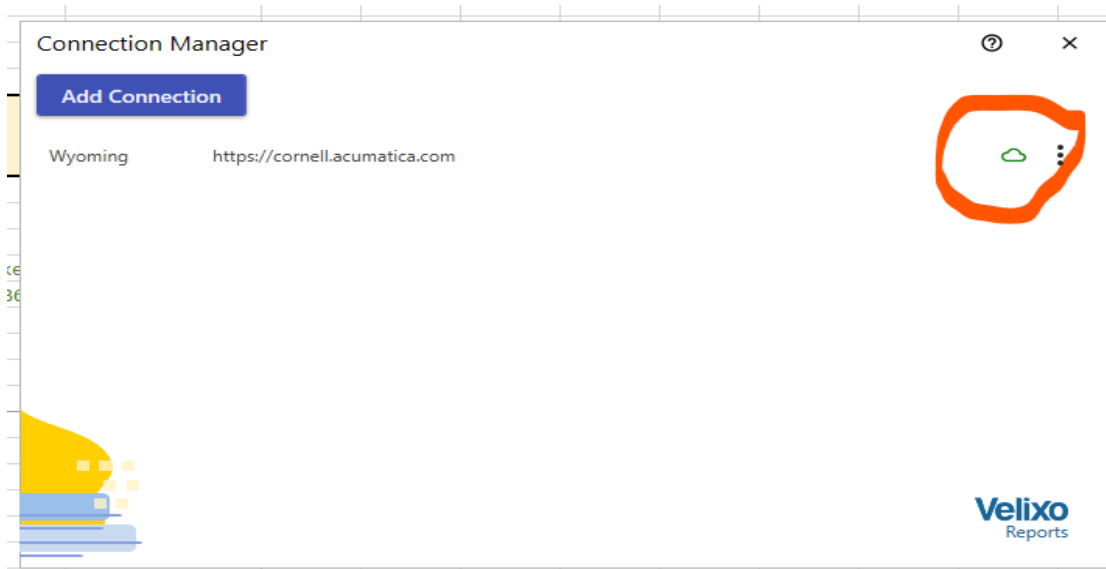 Connection Manager
Add Connection
Wyoming https://cornell.acumatica.com
Velixo
Reports